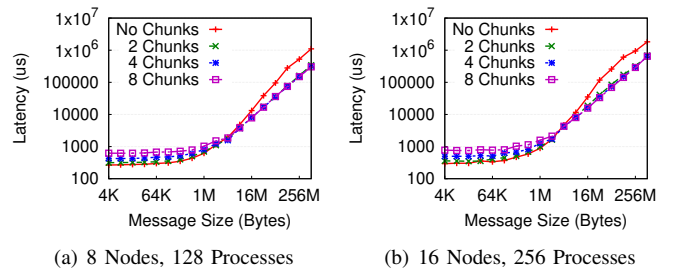 1x10^7
1x10^6
100000
10000
1000
100
Latency (us)
No Chunks
2 Chunks
4 Chunks
8 Chunks
4K 64K 1M 16M 256M
Message Size (Bytes)
(a) 8 Nodes, 128 Processes
1x10^7
1x10^6
100000
10000
1000
100
Latency (us)
No Chunks
2 Chunks
4 Chunks
8 Chunks
4K 64K 1M 16M 256M
Message Size (Bytes)
(b) 16 Nodes, 256 Processes